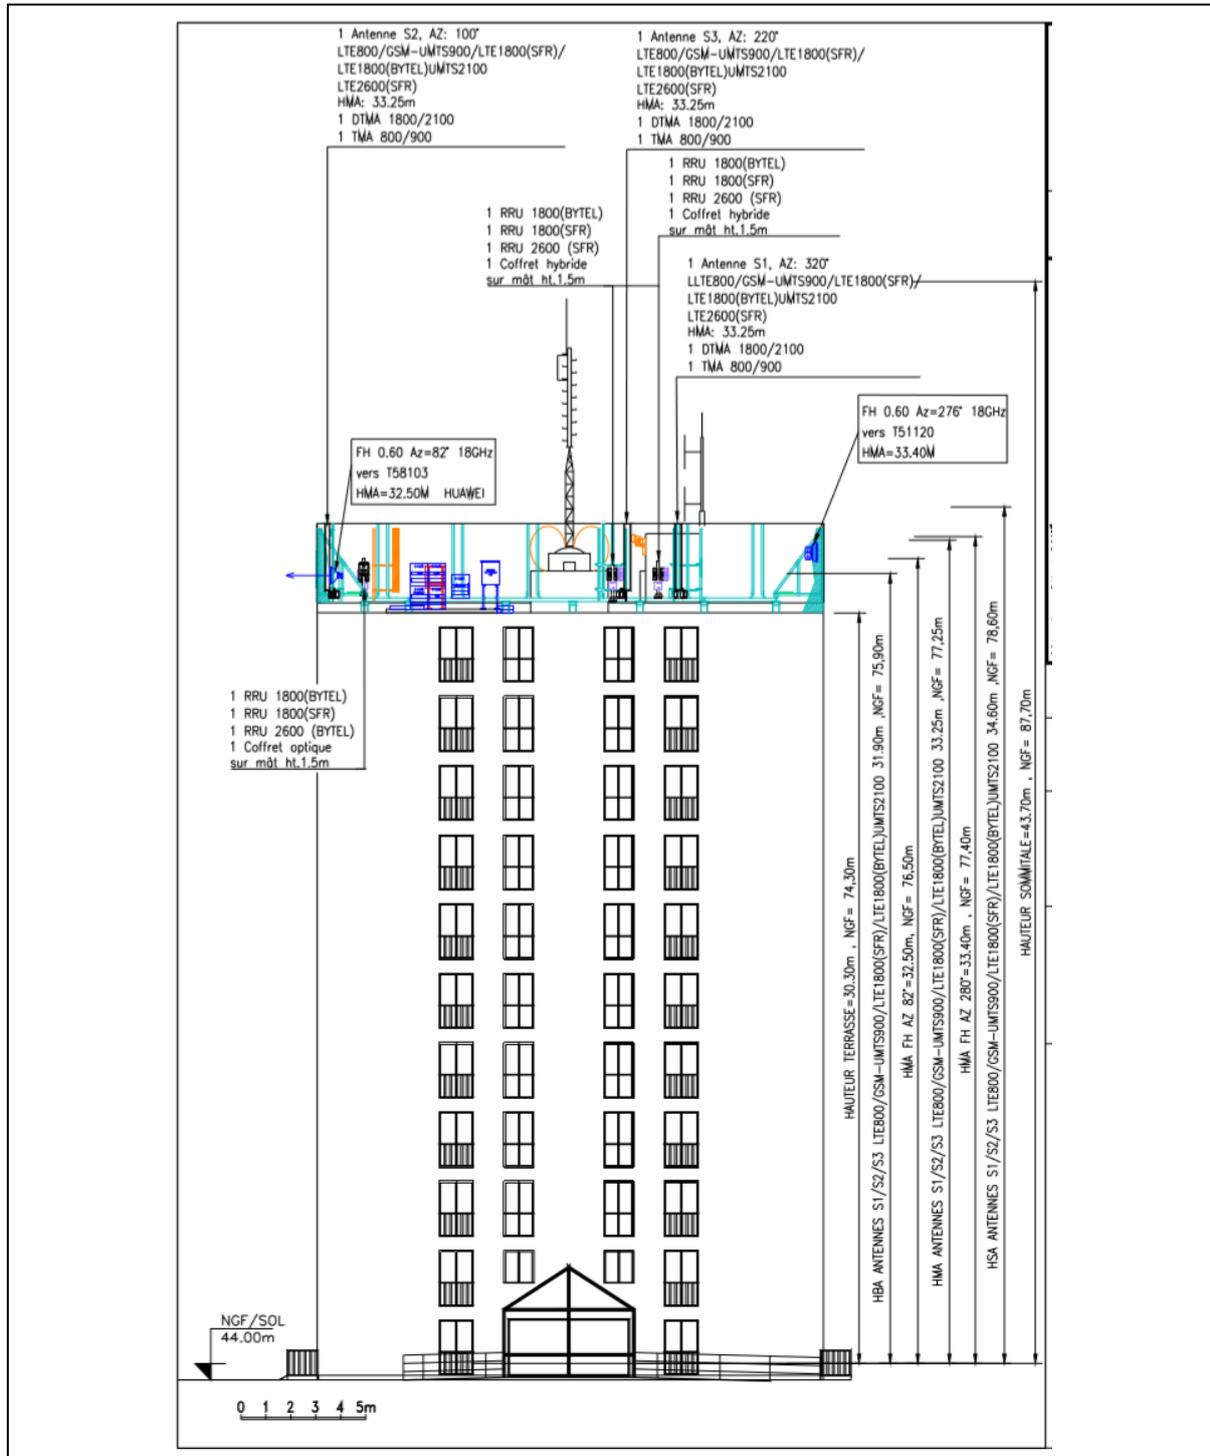 1 Antenne S2, AZ: 100°
LTE800/GSM-UMTS900/LTE1800(SFR)/
LTE1800(BYTEL)UMTS2100
LTE2600(SFR)
HMA: 33.25m
1 DTMA 1800/2100
1 TMA 800/900
1 Antenne S3, AZ: 220°
LTE800/GSM-UMTS900/LTE1800(SFR)/
LTE1800(BYTEL)UMTS2100
LTE2600(SFR)
HMA: 33.25m
1 DTMA 1800/2100
1 TMA 800/900
1 RRU 1800(BYTEL)
1 RRU 1800(SFR)
1 RRU 2600 (SFR)
1 Coffret hybride
sur mât ht.1.5m
1 RRU 1800(BYTEL)
1 RRU 1800(SFR)
1 RRU 2600 (SFR)
1 Coffret hybride
sur mât ht.1.5m
1 Antenne S1, AZ: 320°
LLTE800/GSM-UMTS900/LTE1800(SFR)/
LTE1800(BYTEL)UMTS2100
LTE2600(SFR)
HMA: 33.25m
1 DTMA 1800/2100
1 TMA 800/900
FH 0.60 Az=276° 18GHz
vers T51120
HMA=33.40M
FH 0.60 Az=82° 18GHz
vers T58103
HMA=32.50M HUAWEI
1 RRU 1800(BYTEL)
1 RRU 1800(SFR)
1 RRU 2600 (BYTEL)
1 Coffret optique
sur mât ht.1.5m
HAUTEUR TERRASSE=30.30m , NGF= 74,30m
HBA ANTENNES S1/S2/S3 LTE800/GSM-UMTS900/LTE1800(SFR)/LTE1800(BYTEL)UMTS2100 31.90m ,NGF= 75,90m
HMA FH AZ 82°=32.50m, NGF= 76,50m
HMA ANTENNES S1/S2/S3 LTE800/GSM-UMTS900/LTE1800(SFR)/LTE1800(BYTEL)UMTS2100 33.25m ,NGF= 77,25m
HMA FH AZ 280°=33.40m , NGF= 77,40m
HSA ANTENNES S1/S2/S3 LTE800/GSM-UMTS900/LTE1800(SFR)/LTE1800(BYTEL)UMTS2100 34.60m ,NGF= 78,60m
HAUTEUR SOMMITALE=43.70m , NGF= 87,70m
NGF/SOL
44.00m
0 1 2 3 4 5m